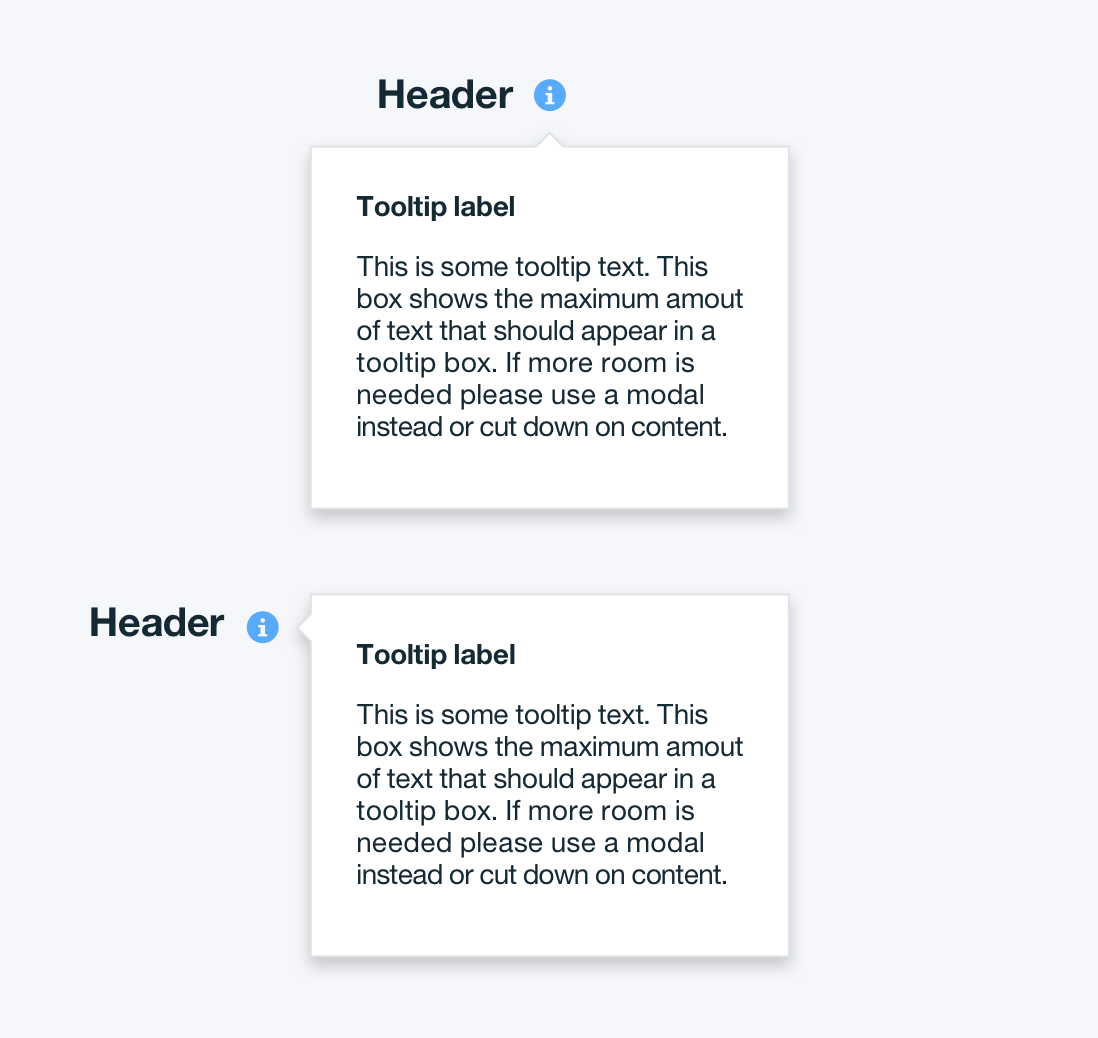 Header
Tooltip label
This is some tooltip text. This
box shows the maximum amout
of text that should appear in a
tooltip box. If more room is
needed please use a modal
instead or cut down on content.
Header
Tooltip label
This is some tooltip text. This
box shows the maximum amout
of text that should appear in a
tooltip box. If more room is
needed please use a modal
instead or cut down on content.